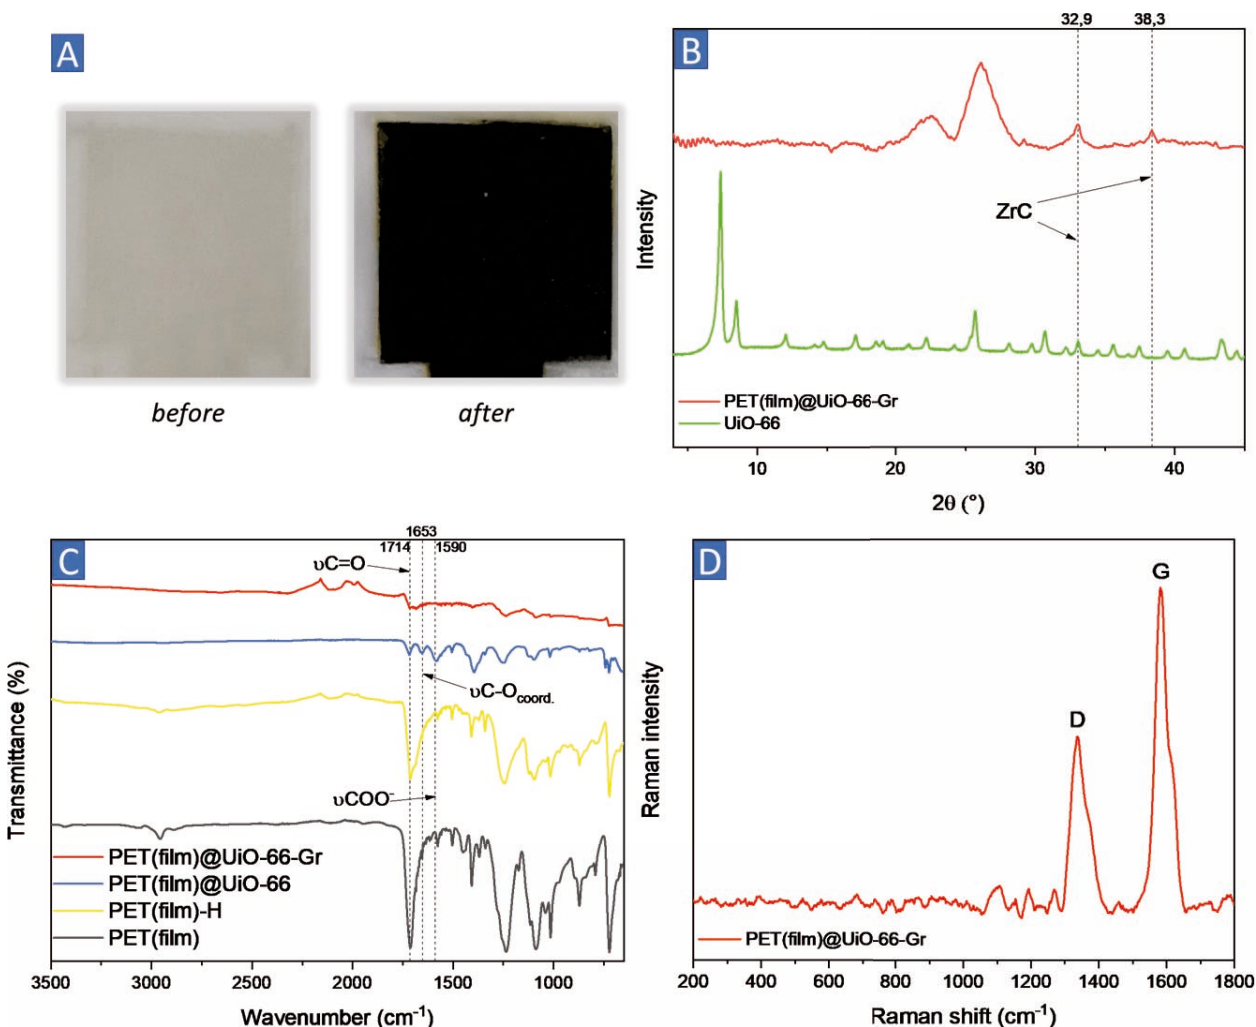 A
before
after
B
32,9
38,3
Intensity
ZrC
PET(film)@UiO-66-Gr
UiO-66
10
20
30
40
2θ (°)
C
1653
1714
1590
υC=O
υC-Ocoord.
υCOO⁻
Transmittance (%)
PET(film)@UiO-66-Gr
PET(film)@UiO-66
PET(film)-H
PET(film)
3500
3000
2500
2000
1500
1000
Wavenumber (cm⁻¹)
D
G
D
Raman intensity
PET(film)@UiO-66-Gr
200
400
600
800
1000
1200
1400
1600
1800
Raman shift (cm⁻¹)